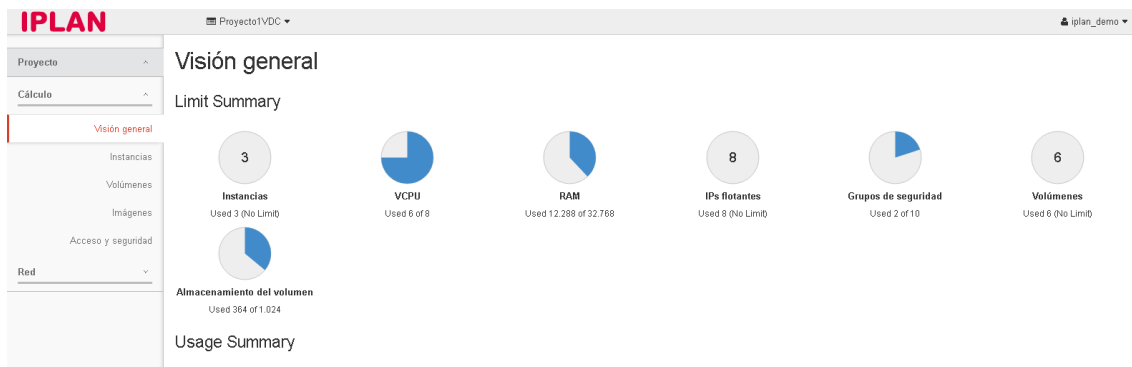 IPLAN
Proyecto1VDC
iplan_demo
Proyecto
Cálculo
Visión general
Instancias
Volúmenes
Imágenes
Acceso y seguridad
Red
Visión general
Limit Summary
3
8
6
Instancias
VCPU
RAM
IPs flotantes
Grupos de seguridad
Volúmenes
Used 3 (No Limit)
Used 6 of 8
Used 12.288 of 32.768
Used 8 (No Limit)
Used 2 of 10
Used 6 (No Limit)
Almacenamiento del volumen
Used 364 of 1.024
Usage Summary